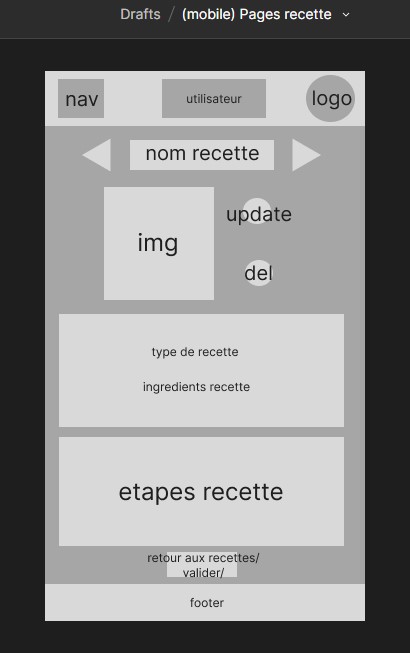 Drafts / (mobile) Pages recette
nav
utilisateur
logo
nom recette
img
update
del
type de recette
ingredients recette
etapes recette
retour aux recettes/
valider/
footer